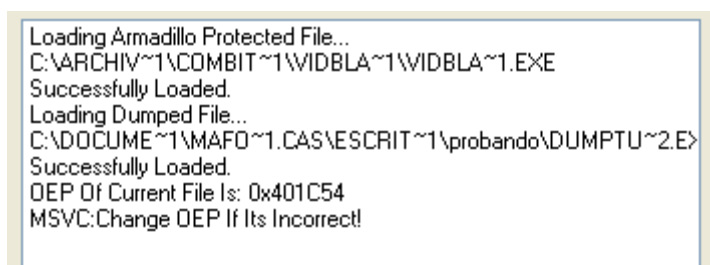 Loading Armadillo Protected File...
C:\ARCHIV~1\COMBIT~1\VIDBLA~1\VIDBLA~1.EXE
Successfully Loaded.
Loading Dumped File...
C:\DOCUME~1\MAFO~1.CAS\ESCRIT~1\probando\DUMPTU~2.E
Successfully Loaded.
OEP Of Current File Is: 0x401C54
MSVC:Change OEP If Its Incorrect!